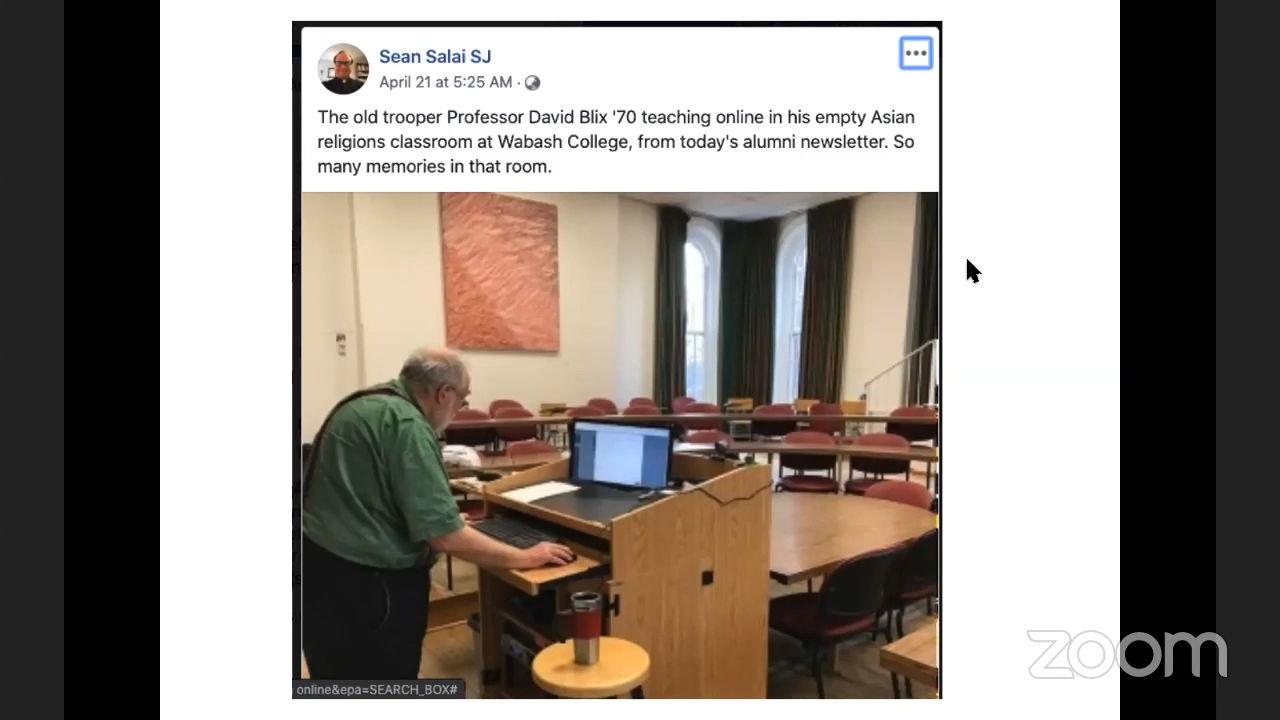 Sean Salai SJ
April 21 at 5:25 AM ·
The old trooper Professor David Blix '70 teaching online in his empty Asian
religions classroom at Wabash College, from today's alumni newsletter. So
many memories in that room.
online&epa=SEARCH_BOX#
zoom